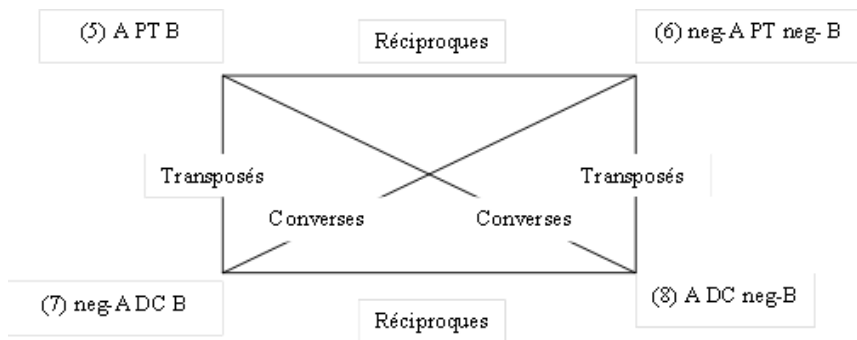 (5) A PT B
Réciproques
(6) neg-A PT neg- B
Transposés
Transposés
Converses
Converses
(7) neg-A DC B
Réciproques
(8) A DC neg-B